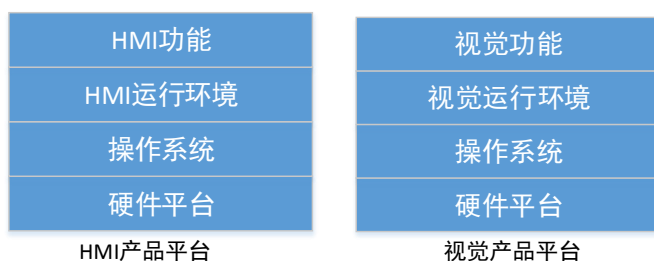 HMI功能
HMI运行环境
操作系统
硬件平台
HMI产品平台
视觉功能
视觉运行环境
操作系统
硬件平台
视觉产品平台